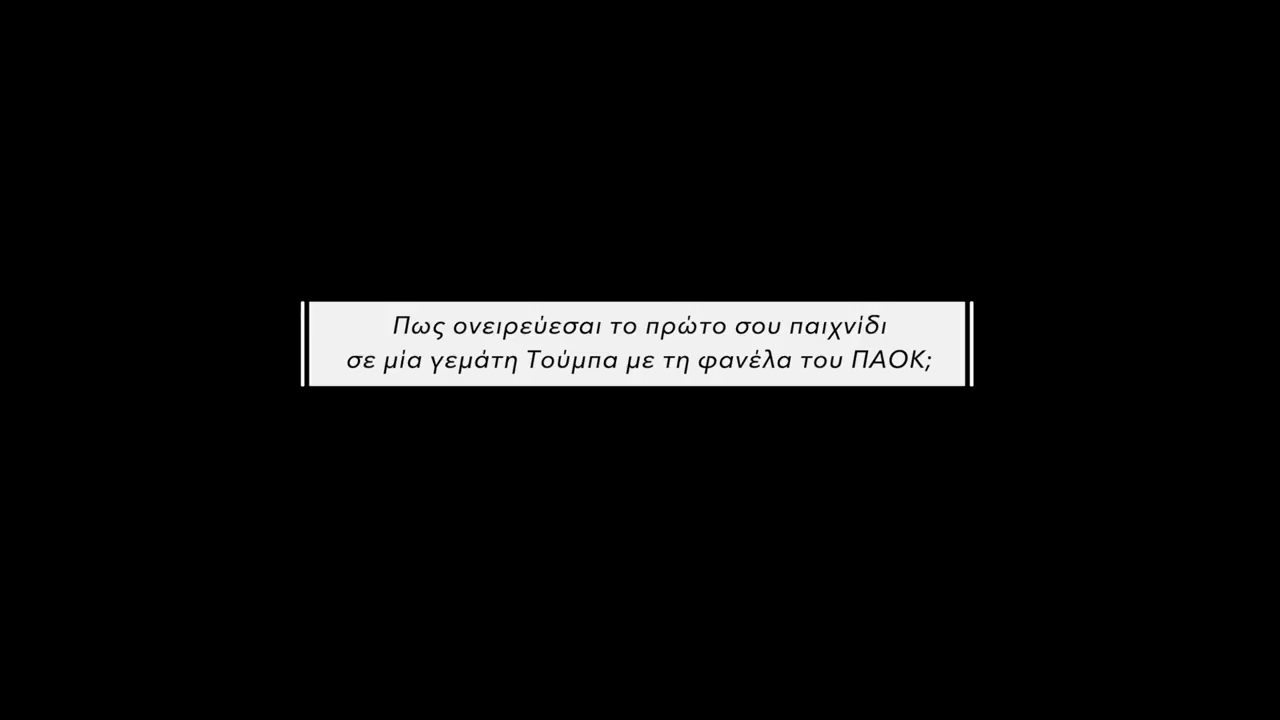 Πως ονειρεύεσαι το πρώτο σου παιχνίδι
σε μία γεμάτη Τούμπα με τη φανέλα του ΠΑΟΚ;